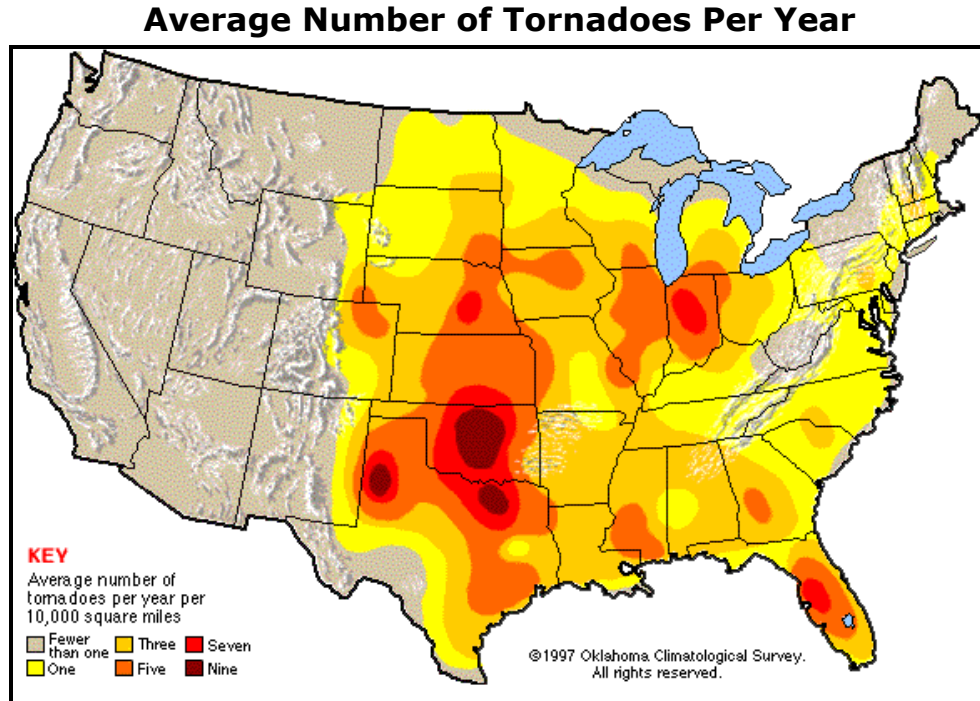 Average Number of Tornadoes Per Year
KEY
Average number of
tornadoes per year per
10,000 square miles
Fewer
than one
Three
Seven
One
Five
Nine
©1997 Oklahoma Climatological Survey.
All rights reserved.